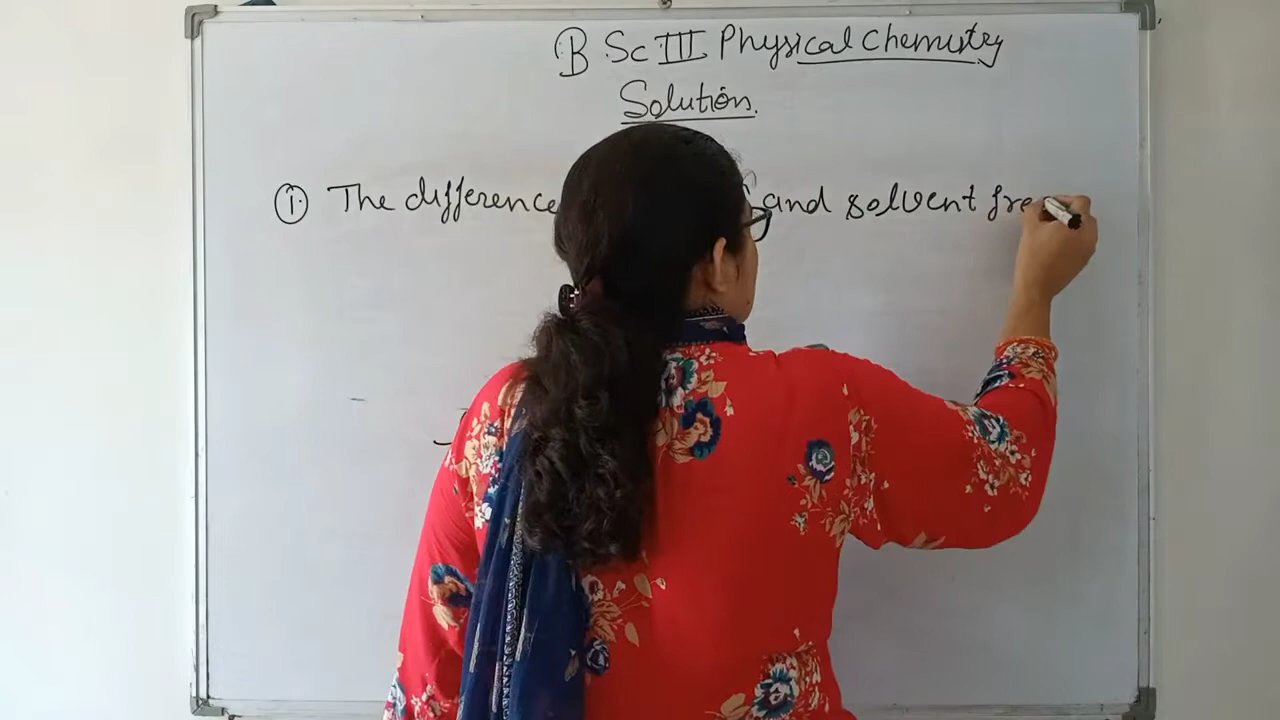 B.Sc III Physical Chemistry
Solution.
① The difference and solvent fre